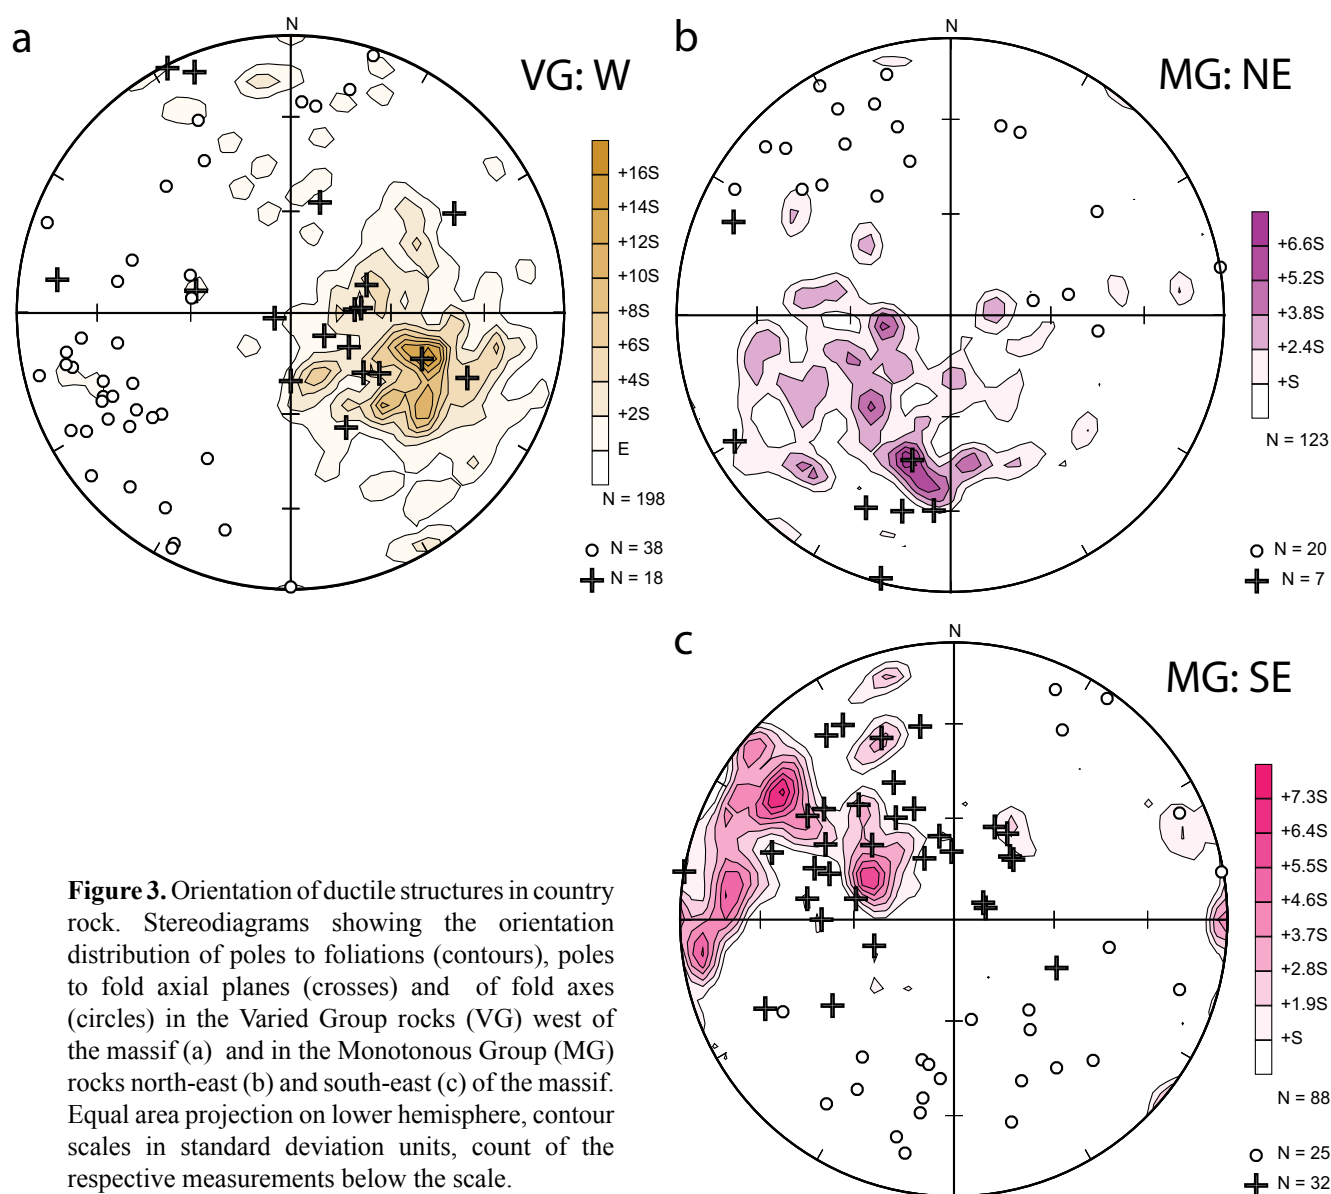 a
N
VG: W
+16S
+14S
+12S
+10S
+8S
+6S
+4S
+2S
E
N = 198
N = 38
N = 18
b
N
MG: NE
+6.6S
+5.2S
+3.8S
+2.4S
+S
N = 123
N = 20
N = 7
c
N
MG: SE
+7.3S
+6.4S
+5.5S
+4.6S
+3.7S
+2.8S
+1.9S
+S
N = 88
N = 25
N = 32
Figure 3. Orientation of ductile structures in country
rock. Stereodiagrams showing the orientation
distribution of poles to foliations (contours), poles
to fold axial planes (crosses) and of fold axes
(circles) in the Varied Group rocks (VG) west of
the massif (a) and in the Monotonous Group (MG)
rocks north-east (b) and south-east (c) of the massif.
Equal area projection on lower hemisphere, contour
scales in standard deviation units, count of the
respective measurements below the scale.